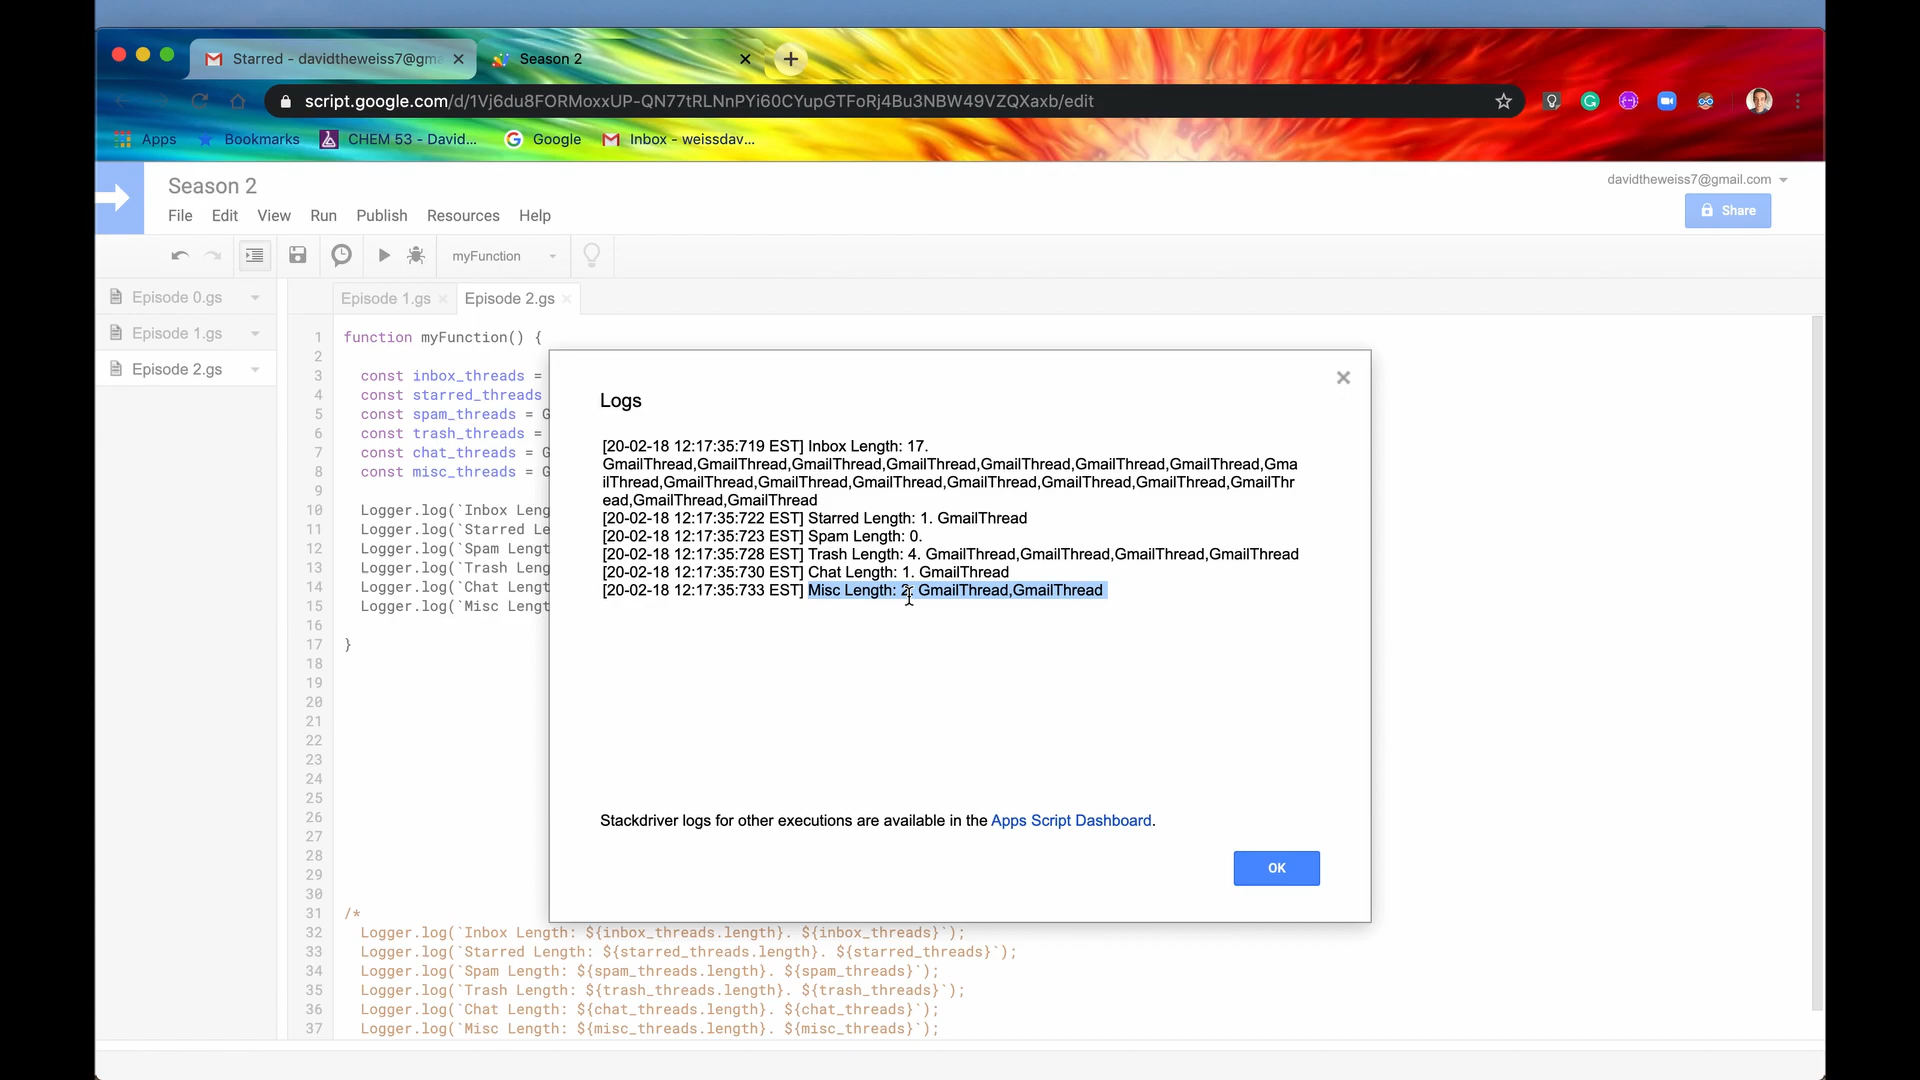 Starred - davidtheweiss7@gma
Season 2
script.google.com/d/1Vj6du8FORMoxxUP-QN77tRLNnPYi60CYupGTFoRj4Bu3NBW49VZQXaxb/edit
Apps Bookmarks CHEM 53 - David... Google Inbox - weissdav...
Season 2
davidtheweiss7@gmail.com
File Edit View Run Publish Resources Help
Share
myFunction
Episode 0.gs
Episode 1.gs
Episode 2.gs
Episode 1.gs Episode 2.gs
1 function myFunction() {
2
3 const inbox_threads =
4 const starred_threads
5 const spam_threads = G
6 const trash_threads =
7 const chat_threads = G
8 const misc_threads = G
9
10 Logger.log(`Inbox Leng
11 Logger.log(`Starred Le
12 Logger.log(`Spam Lengt
13 Logger.log(`Trash Leng
14 Logger.log(`Chat Lengt
15 Logger.log(`Misc Lengt
16
17 }
18
19
20
21
22
23
24
25
26
27
28
29
30
31 /*
32 Logger.log(`Inbox Length: ${inbox_threads.length}. ${inbox_threads}`);
33 Logger.log(`Starred Length: ${starred_threads.length}. ${starred_threads}`);
34 Logger.log(`Spam Length: ${spam_threads.length}. ${spam_threads}`);
35 Logger.log(`Trash Length: ${trash_threads.length}. ${trash_threads}`);
36 Logger.log(`Chat Length: ${chat_threads.length}. ${chat_threads}`);
37 Logger.log(`Misc Length: ${misc_threads.length}. ${misc_threads}`);
Logs
[20-02-18 12:17:35:719 EST] Inbox Length: 17.
GmailThread,GmailThread,GmailThread,GmailThread,GmailThread,GmailThread,GmailThread,Gma
ilThread,GmailThread,GmailThread,GmailThread,GmailThread,GmailThread,GmailThread,GmailThr
ead,GmailThread,GmailThread
[20-02-18 12:17:35:722 EST] Starred Length: 1. GmailThread
[20-02-18 12:17:35:723 EST] Spam Length: 0.
[20-02-18 12:17:35:728 EST] Trash Length: 4. GmailThread,GmailThread,GmailThread,GmailThread
[20-02-18 12:17:35:730 EST] Chat Length: 1. GmailThread
[20-02-18 12:17:35:733 EST] Misc Length: 2. GmailThread,GmailThread
Stackdriver logs for other executions are available in the Apps Script Dashboard.
OK